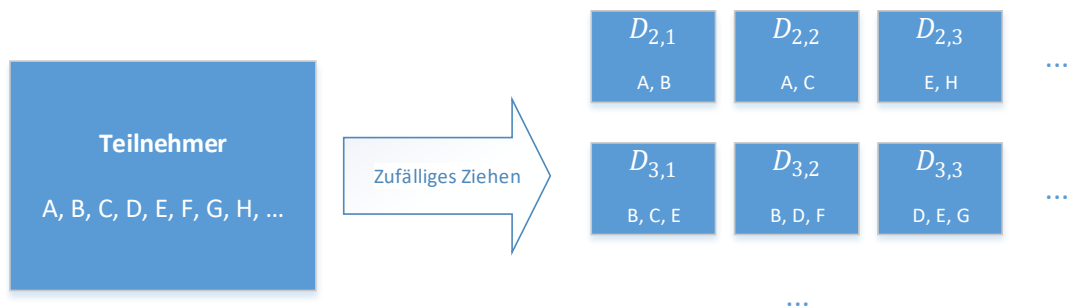 Teilnehmer
A, B, C, D, E, F, G, H, ...
Zufälliges Ziehen
D2,1
A, B
D2,2
A, C
D2,3
E, H
...
D3,1
B, C, E
D3,2
B, D, F
D3,3
D, E, G
...
...